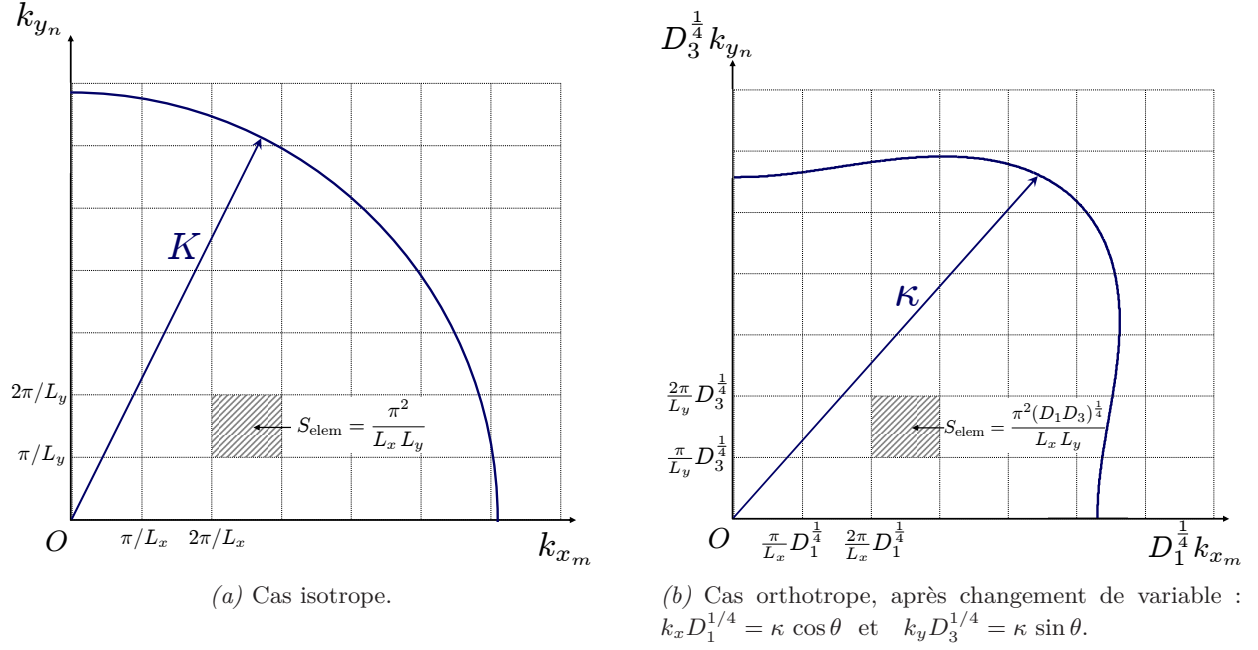 k_{y_n}
K
2π/L_y
π/L_y
S_elem = π² / (L_x L_y)
O
π/L_x 2π/L_x
k_{x_m}
(a) Cas isotrope.
D_3^{1/4} k_{y_n}
κ
2π/L_y D_3^{1/4}
π/L_y D_3^{1/4}
S_elem = π²(D_1D_3)^{1/4} / (L_x L_y)
O
π/L_x D_1^{1/4} 2π/L_x D_1^{1/4}
D_1^{1/4} k_{x_m}
(b) Cas orthotrope, après changement de variable :
k_x D_1^{1/4} = κ cos θ et k_y D_3^{1/4} = κ sin θ.